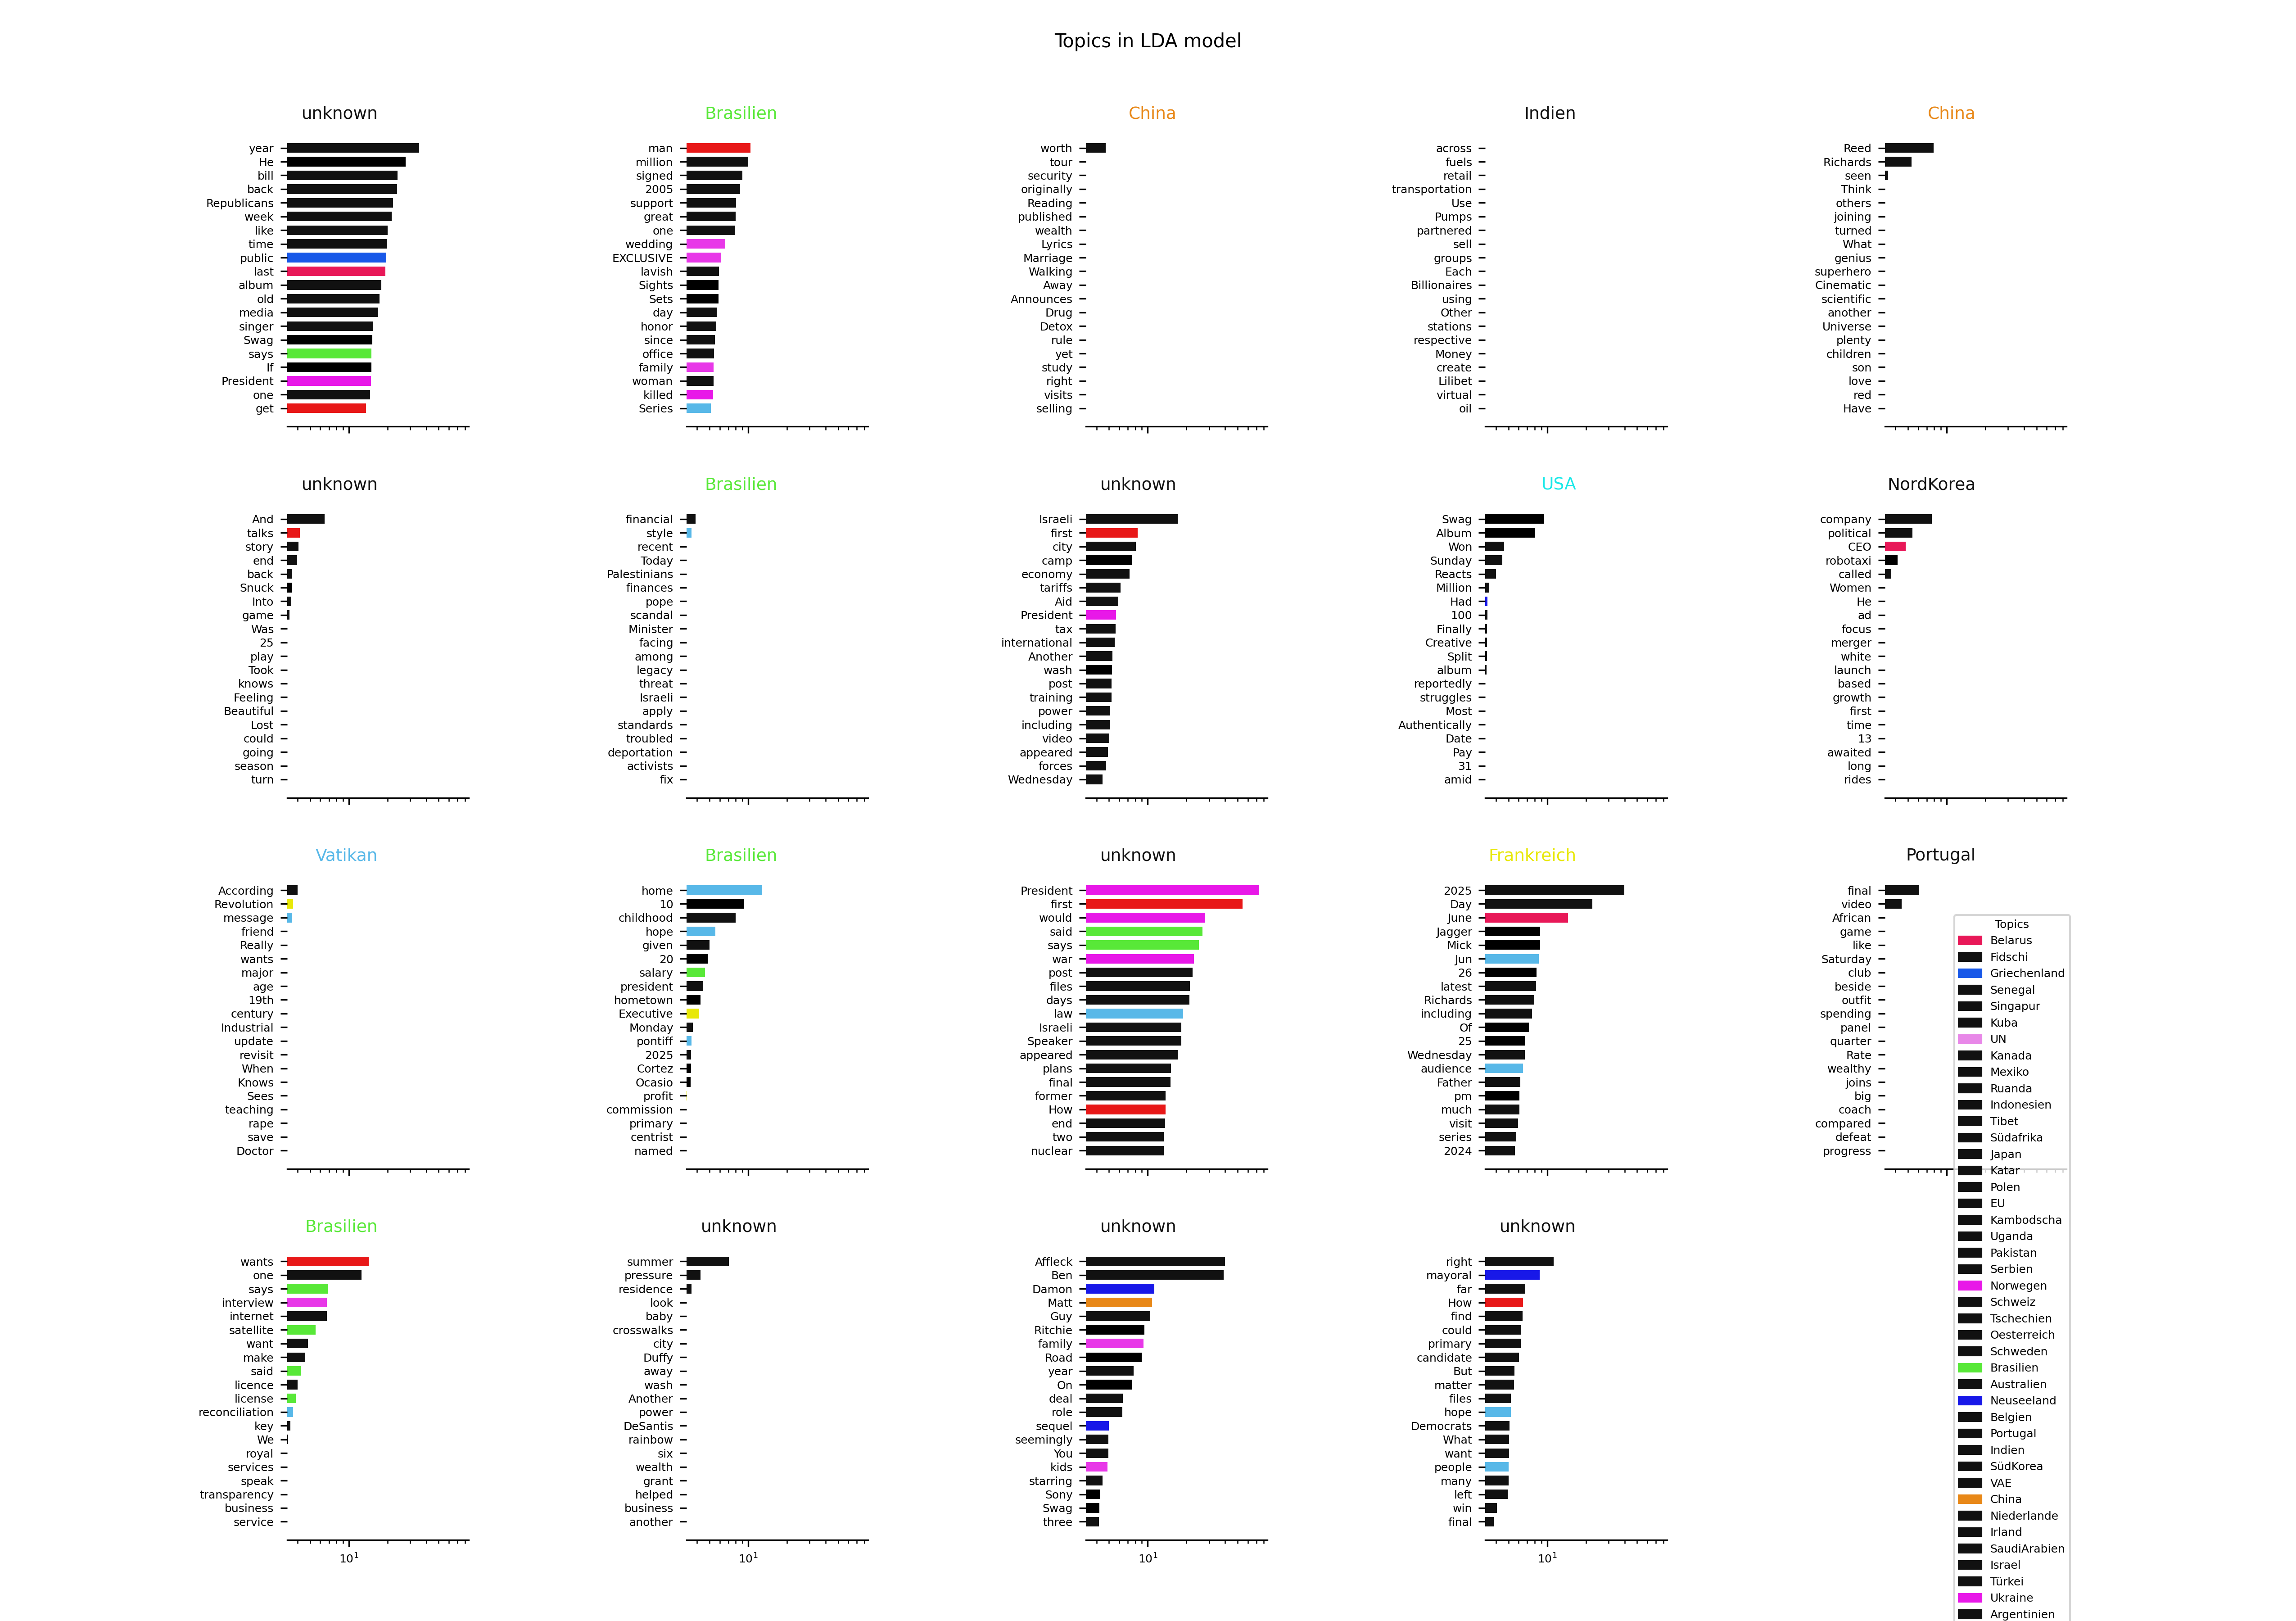 Topics in LDA model
unknown
year
He
bill
back
Republicans
week
like
time
public
last
album
old
media
singer
Swag
says
If
President
one
get
Brasilien
man
million
signed
2005
support
great
one
wedding
EXCLUSIVE
lavish
Sights
Sets
day
honor
since
office
family
woman
killed
Series
China
worth
tour
security
originally
Reading
published
wealth
Lyrics
Marriage
Walking
Away
Announces
Drug
Detox
rule
yet
study
right
visits
selling
Indien
across
fuels
retail
transportation
Use
Pumps
partnered
sell
groups
Each
Billionaires
using
Other
stations
respective
Money
create
Lilibet
virtual
oil
China
Reed
Richards
seen
Think
others
joining
turned
What
genius
superhero
Cinematic
scientific
another
Universe
plenty
children
son
love
red
Have
unknown
And
talks
story
end
back
Snuck
Into
game
Was
25
play
Took
knows
Feeling
Beautiful
Lost
could
going
season
turn
Brasilien
financial
style
recent
Today
Palestinians
finances
pope
scandal
Minister
facing
among
legacy
threat
Israeli
apply
standards
troubled
deportation
activists
fix
unknown
Israeli
first
city
camp
economy
tariffs
Aid
President
tax
international
Another
wash
post
training
power
including
video
appeared
forces
Wednesday
USA
Swag
Album
Won
Sunday
Reacts
Million
Had
100
Finally
Creative
Split
album
reportedly
struggles
Most
Authentically
Date
Pay
31
amid
NordKorea
company
political
CEO
robotaxi
called
Women
He
ad
focus
merger
white
launch
based
growth
first
time
13
awaited
long
rides
Vatikan
According
Revolution
message
friend
Really
wants
major
age
19th
century
Industrial
update
revisit
When
Knows
Sees
teaching
rape
save
Doctor
Brasilien
home
10
childhood
hope
given
20
salary
president
hometown
Executive
Monday
pontiff
2025
Cortez
Ocasio
profit
commission
primary
centrist
named
unknown
President
first
would
said
says
war
post
files
days
law
Israeli
Speaker
appeared
plans
final
former
How
end
two
nuclear
Frankreich
2025
Day
June
Jagger
Mick
Jun
26
latest
Richards
including
Of
25
Wednesday
audience
Father
pm
much
visit
series
2024
Portugal
final
video
African
game
like
Saturday
club
beside
outfit
spending
panel
quarter
Rate
wealthy
joins
big
coach
compared
defeat
progress
Brasilien
wants
one
says
interview
internet
satellite
want
make
said
licence
license
reconciliation
key
We
royal
services
speak
transparency
business
service
10¹
unknown
summer
pressure
residence
look
baby
crosswalks
city
Duffy
away
wash
Another
power
DeSantis
rainbow
six
wealth
grant
helped
business
another
10¹
unknown
Affleck
Ben
Damon
Matt
Guy
Ritchie
family
Road
year
On
deal
role
sequel
seemingly
You
kids
starring
Sony
Swag
three
10¹
unknown
right
mayoral
far
How
find
could
primary
candidate
But
matter
files
hope
Democrats
What
want
people
many
left
win
final
10¹
Topics
Belarus
Fidschi
Griechenland
Senegal
Singapur
Kuba
UN
Kanada
Mexiko
Ruanda
Indonesien
Tibet
Südafrika
Japan
Katar
Polen
EU
Kambodscha
Uganda
Pakistan
Serbien
Norwegen
Schweiz
Tschechien
Oesterreich
Schweden
Brasilien
Australien
Neuseeland
Belgien
Portugal
Indien
SüdKorea
VAE
China
Niederlande
Irland
SaudiArabien
Israel
Türkei
Ukraine
Argentinien